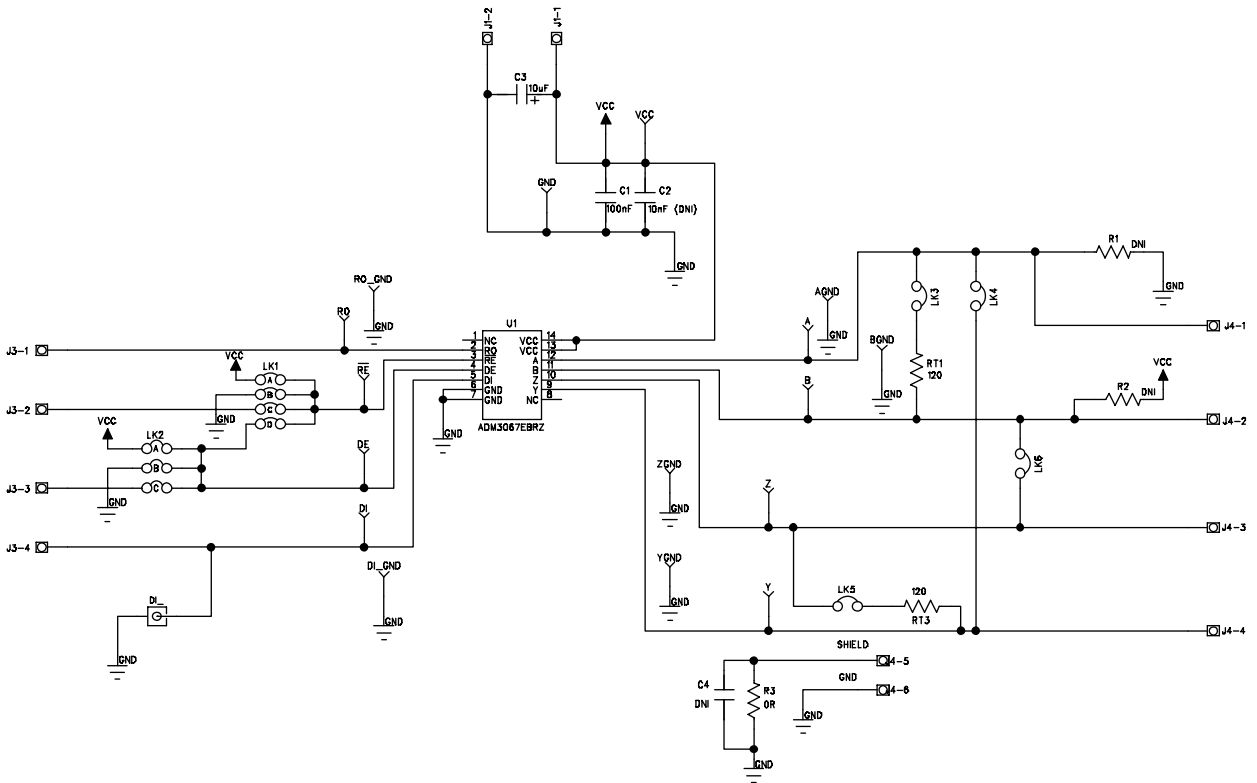 J1-2
J1-1
C3
10uF
+
VCC
VCC
GND
C1
100nF
C2
10nF (DNI)
GND
R1
DNI
GND
RO_GND
RO
GND
AGND
A
GND
LK3
LK4
J4-1
U1
1 NC
2 RO
3 RE
4 DE
5 DI
6 GND
7 GND
VCC 14
VCC 13
A 12
B 11
Z 10
Y 9
NC 8
ADM3067EBRZ
J3-1
VCC
LK1
A
B
C
D
RE
GND
J3-2
BGND
GND
RT1
120
B
R2
DNI
VCC
J4-2
VCC
LK2
A
B
C
GND
DE
GND
J3-3
LK6
ZGND
GND
Z
J4-3
DI
J3-4
DI_GND
GND
YGND
GND
Y
LK5
120
RT3
J4-4
DI_
GND
SHIELD
J4-5
C4
DNI
R3
0R
GND
J4-6
GND
GND